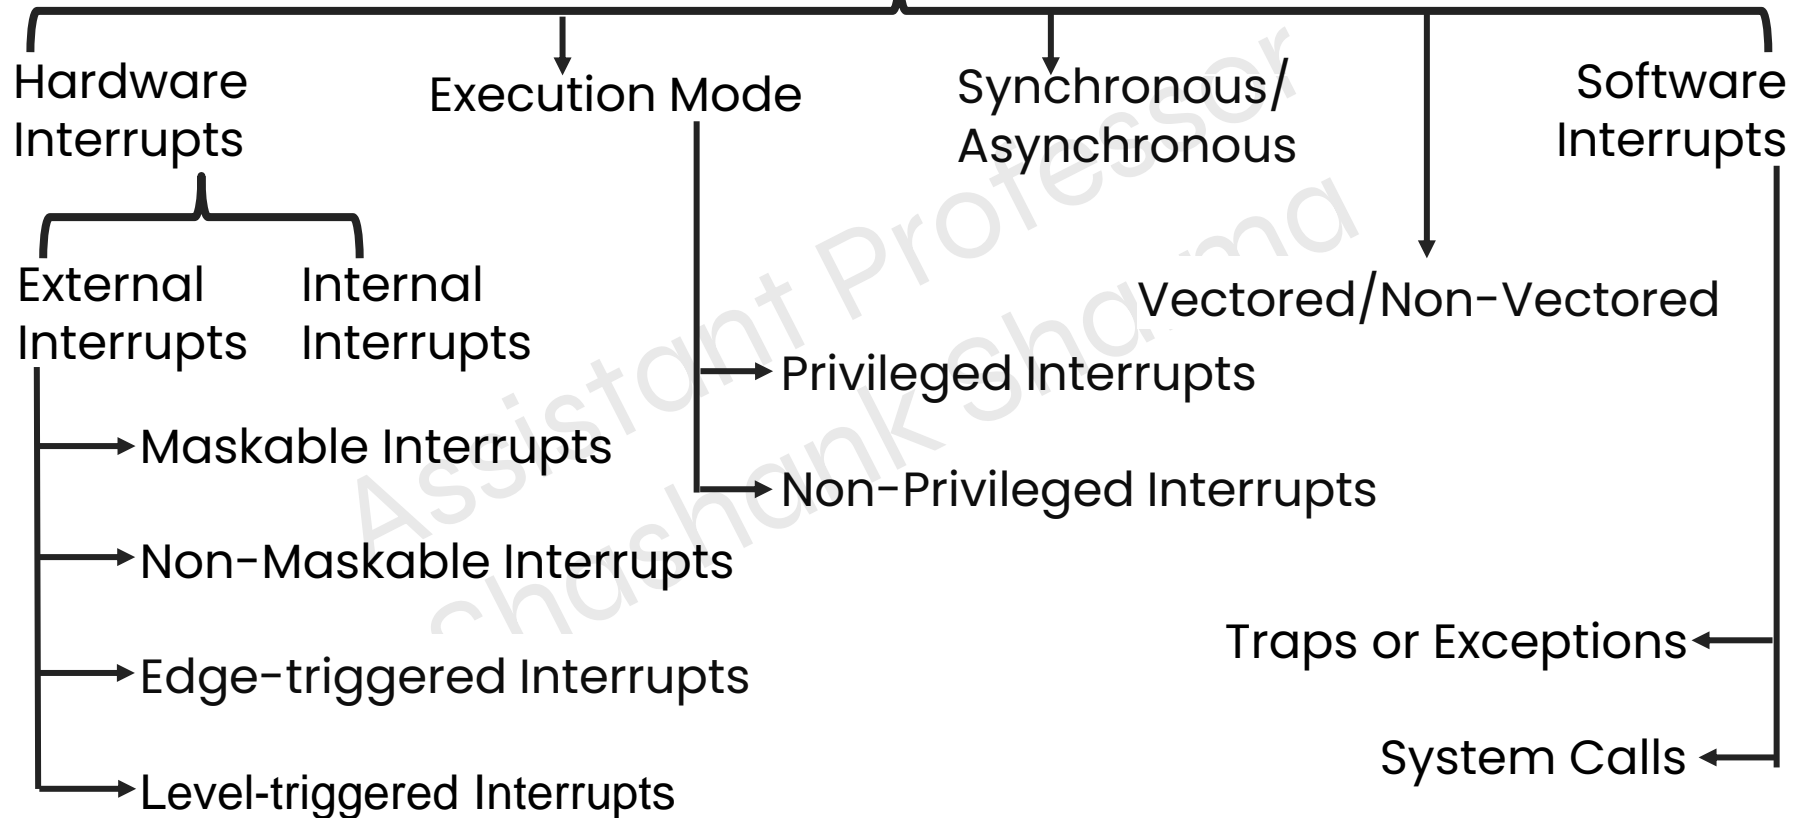 Hardware
Interrupts
Execution Mode
Synchronous/
Asynchronous
Software
Interrupts
External
Interrupts
Internal
Interrupts
Vectored/Non-Vectored
Privileged Interrupts
Maskable Interrupts
Non-Privileged Interrupts
Non-Maskable Interrupts
Traps or Exceptions
Edge-triggered Interrupts
System Calls
Level-triggered Interrupts
Assistant Professor
Shashank Sharma